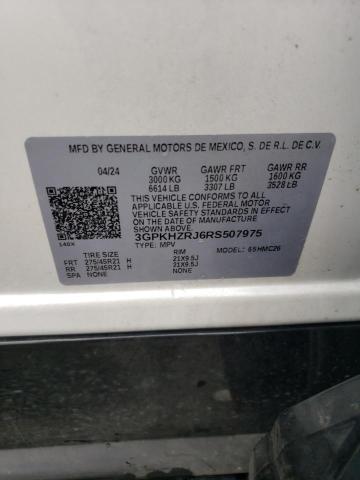 MFD BY GENERAL MOTORS DE MEXICO, S. DE R.L. DE C.V.
04/24 GVWR GAWR FRT GAWR RR
3000 KG 1500 KG 1600 KG
6614 LB 3307 LB 3528 LB
THIS VEHICLE CONFORMS TO ALL
APPLICABLE U.S. FEDERAL MOTOR
VEHICLE SAFETY STANDARDS IN
EFFECT ON THE DATE OF
MANUFACTURE SHOWN ABOVE.
3GPKHZRJ6RS507975
140X TYPE: MPV MODEL: 6SHMC26
TIRE SIZE RIM
FRT 275/45R21 H 21X9.5J
RR 275/45R21 H 21X9.5J
SPA NONE NONE